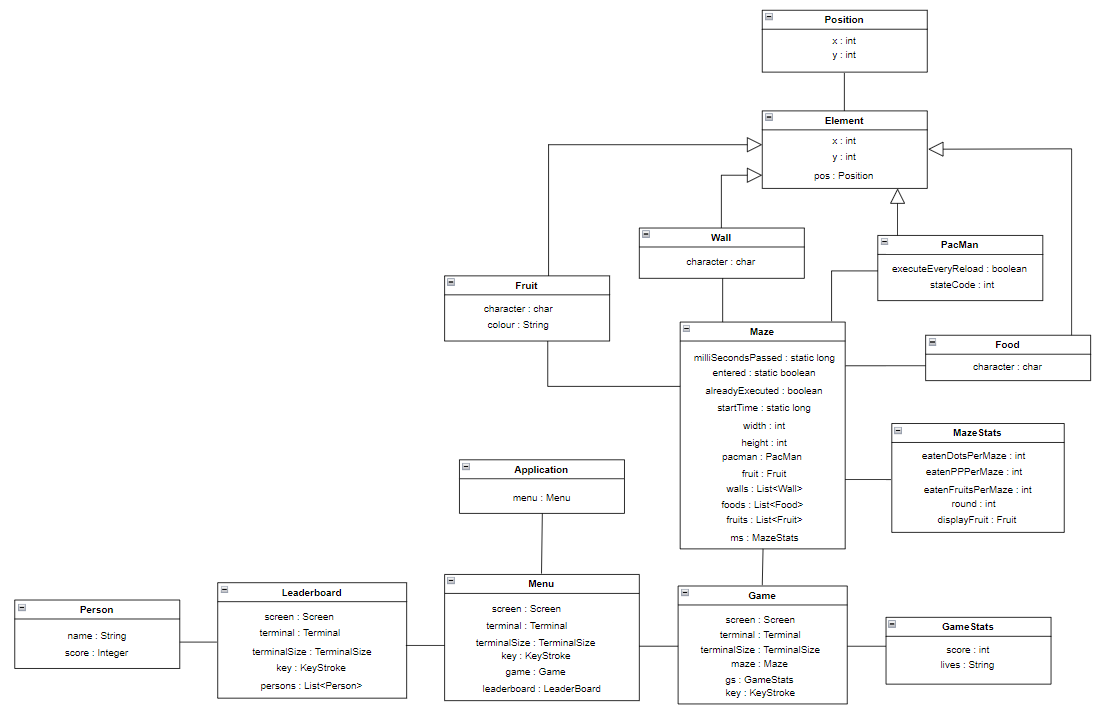 Position
x : int
y : int
Element
x : int
y : int
pos : Position
Wall
character : char
PacMan
executeEveryReload : boolean
stateCode : int
Fruit
character : char
colour : String
Maze
milliSecondsPassed : static long
entered : static boolean
alreadyExecuted : boolean
startTime : static long
width : int
height : int
pacman : PacMan
fruit : Fruit
walls : List<Wall>
foods : List<Food>
fruits : List<Fruit>
ms : MazeStats
Food
character : char
MazeStats
eatenDotsPerMaze : int
eatenPPPerMaze : int
eatenFruitsPerMaze : int
round : int
displayFruit : Fruit
Application
menu : Menu
Person
name : String
score : Integer
Leaderboard
screen : Screen
terminal : Terminal
terminalSize : TerminalSize
key : KeyStroke
persons : List<Person>
Menu
screen : Screen
terminal : Terminal
terminalSize : TerminalSize
key : KeyStroke
game : Game
leaderboard : LeaderBoard
Game
screen : Screen
terminal : Terminal
terminalSize : TerminalSize
maze : Maze
gs : GameStats
key : KeyStroke
GameStats
score : int
lives : String